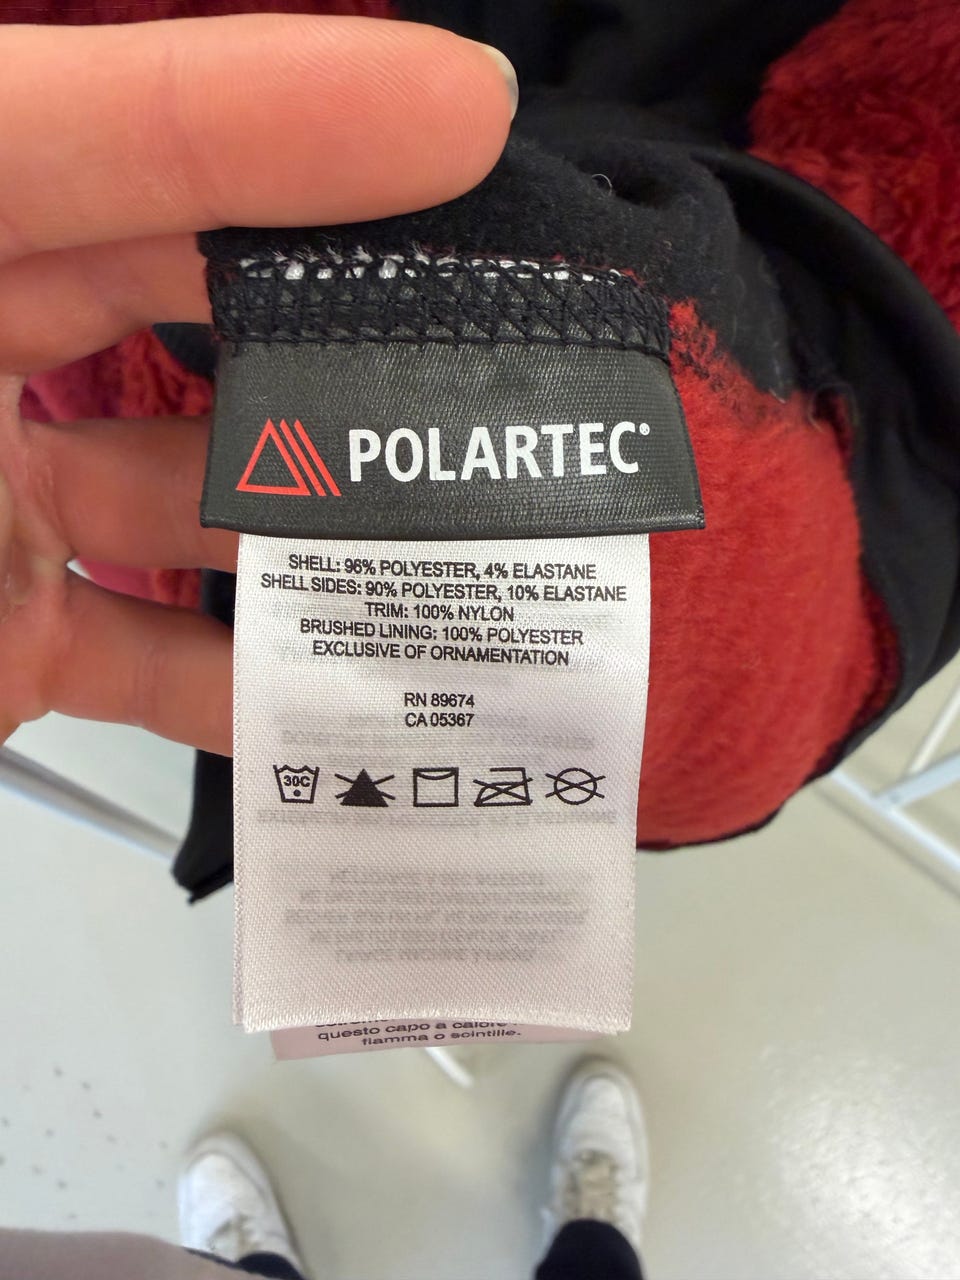 POLARTEC®
SHELL: 96% POLYESTER, 4% ELASTANE
SHELL SIDES: 90% POLYESTER, 10% ELASTANE
TRIM: 100% NYLON
BRUSHED LINING: 100% POLYESTER
EXCLUSIVE OF ORNAMENTATION
RN 89674
CA 05367
30C
questo capo a calore
fiamma o scintille.